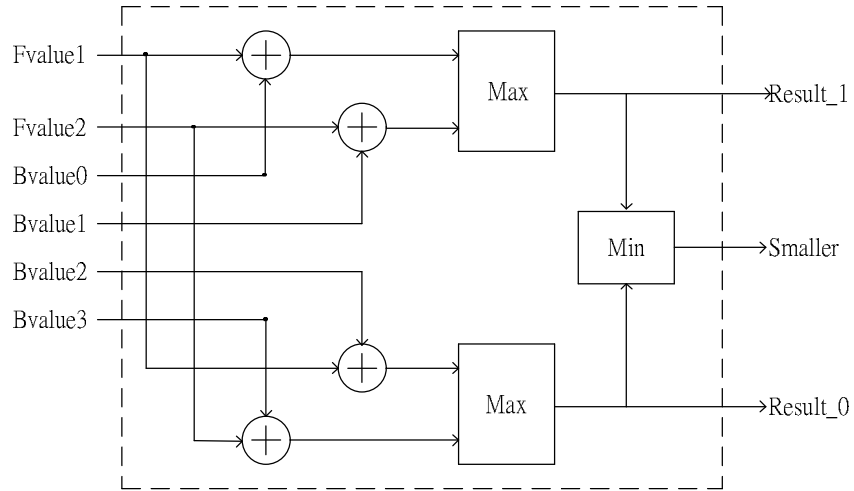 Fvalue1
Max
Result_1
Fvalue2
Bvalue0
Bvalue1
Min
Smaller
Bvalue2
Bvalue3
Max
Result_0